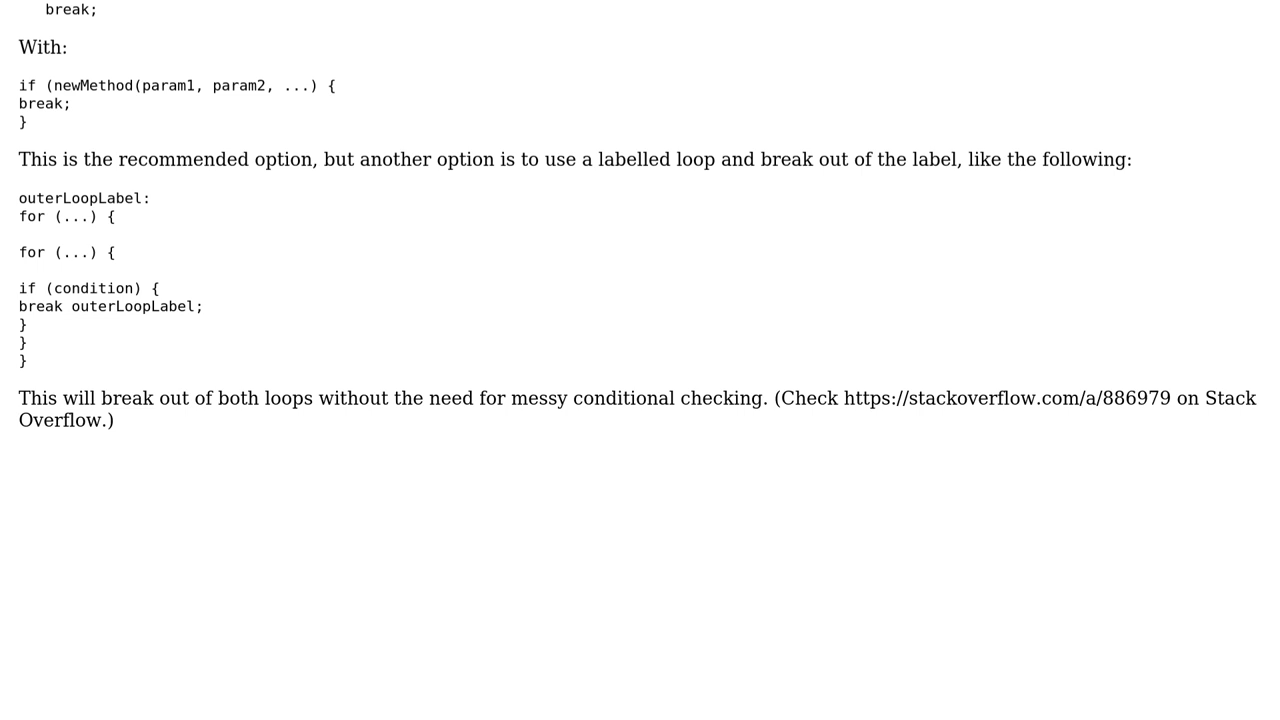 break;
With:
if (newMethod(param1, param2, ...) {
break;
}
This is the recommended option, but another option is to use a labelled loop and break out of the label, like the following:
outerLoopLabel:
for (...) {
for (...) {
if (condition) {
break outerLoopLabel;
}
}
}
This will break out of both loops without the need for messy conditional checking. (Check https://stackoverflow.com/a/886979 on Stack
Overflow.)